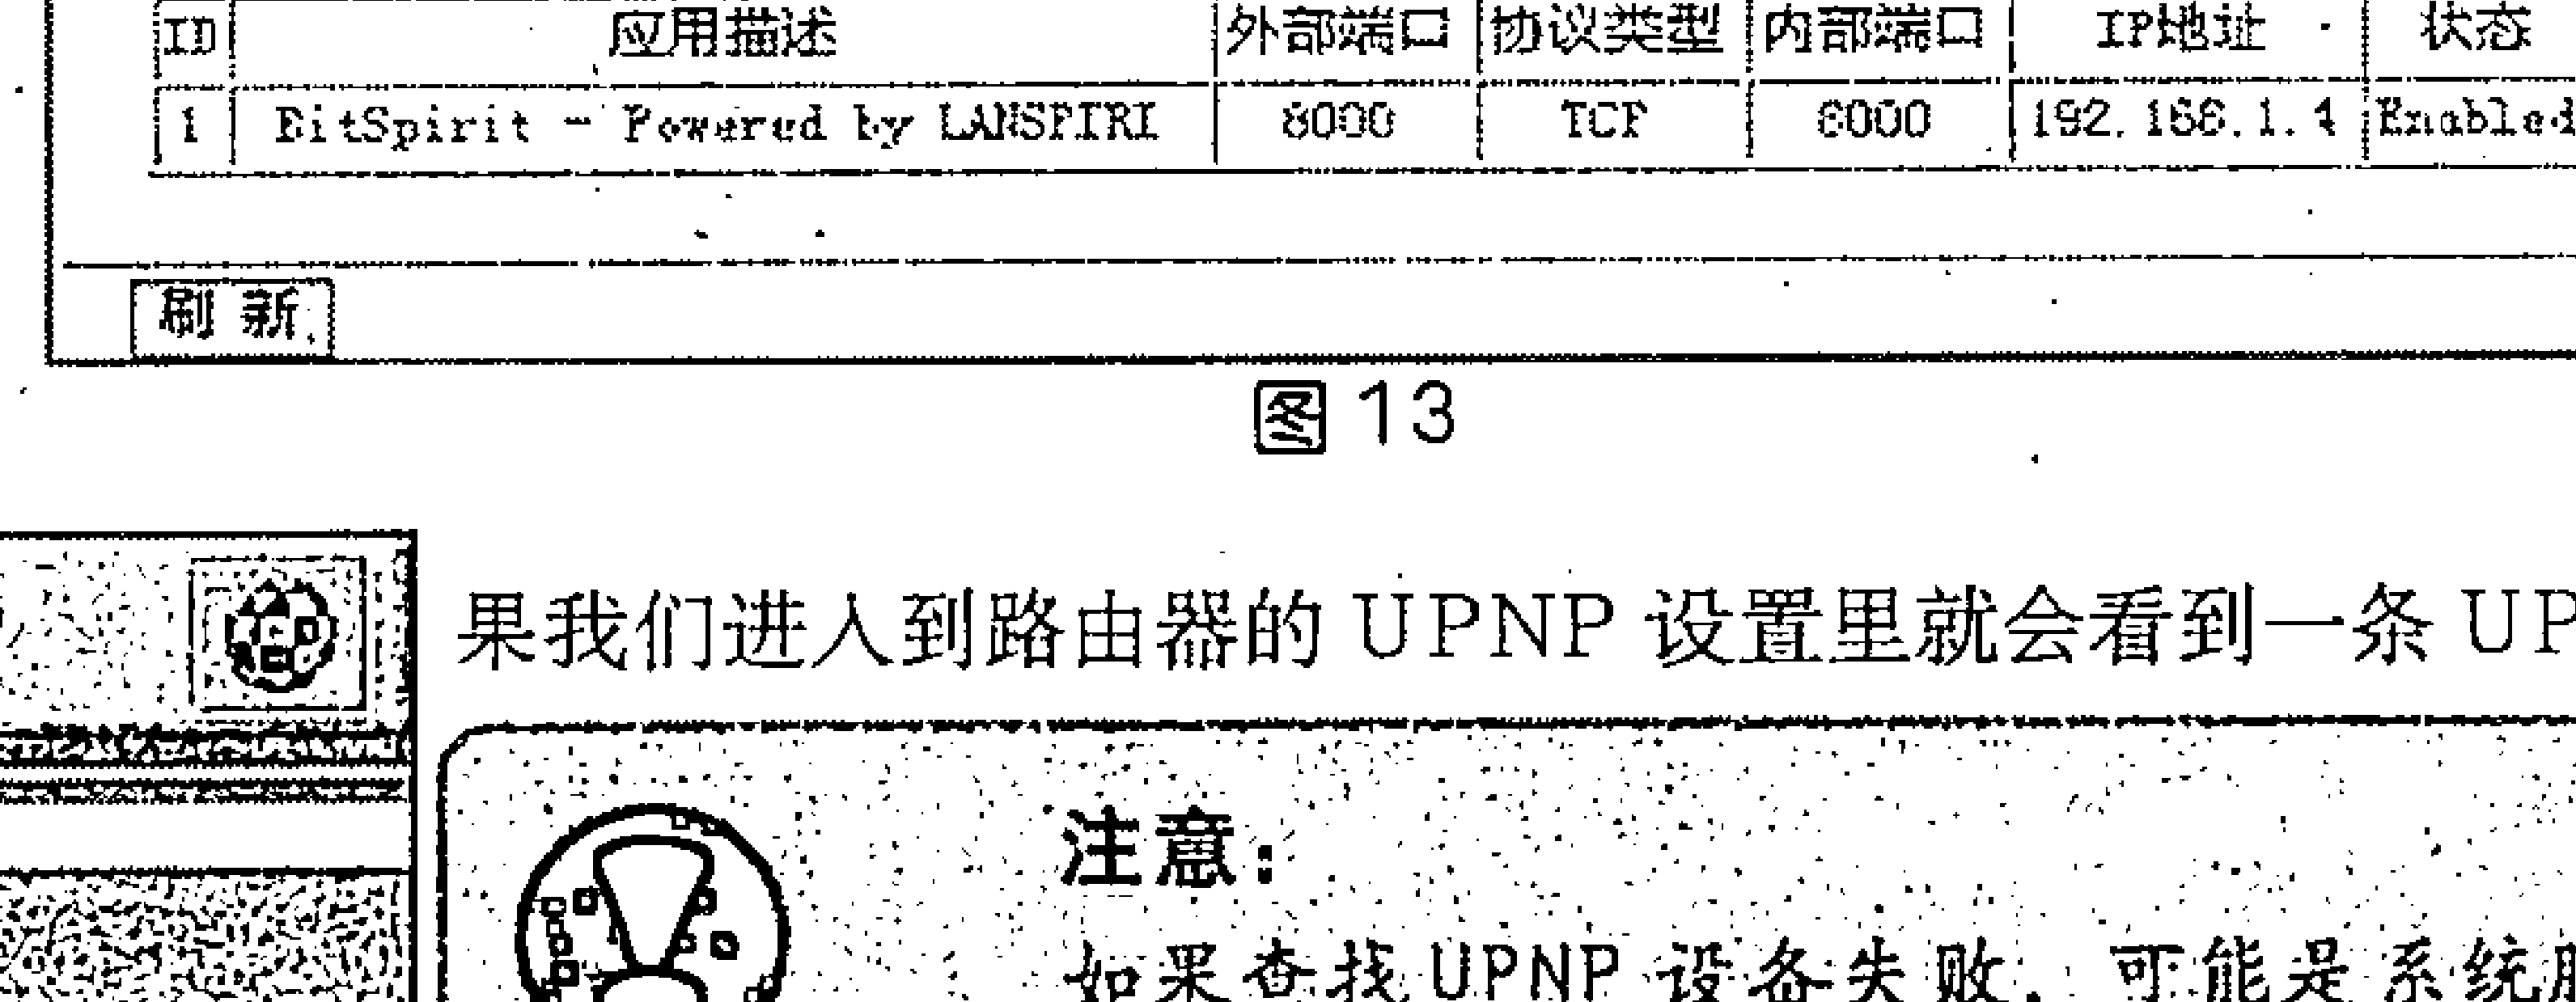 ID 应用描述 外部端口 协议类型 内部端口 IP地址 状态
1 BitSpirit - Powered by LANSPIRI 8000 TCP 8000 192.168.1.4 Enabled
刷 新
图 13
果我们进入到路由器的 UPNP 设置里就会看到一条 UP
注意:
如果查找 UPNP 设备失败, 可能是系统服